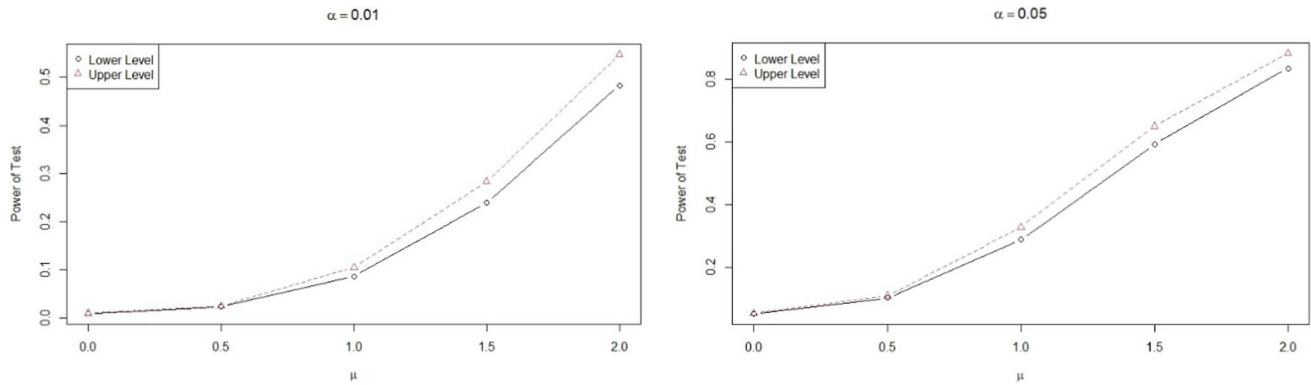 α = 0.01
Lower Level
Upper Level
Power of Test
0.5
0.4
0.3
0.2
0.1
0.0
0.0 0.5 1.0 1.5 2.0
μ
α = 0.05
Lower Level
Upper Level
Power of Test
0.8
0.6
0.4
0.2
0.0 0.5 1.0 1.5 2.0
μ